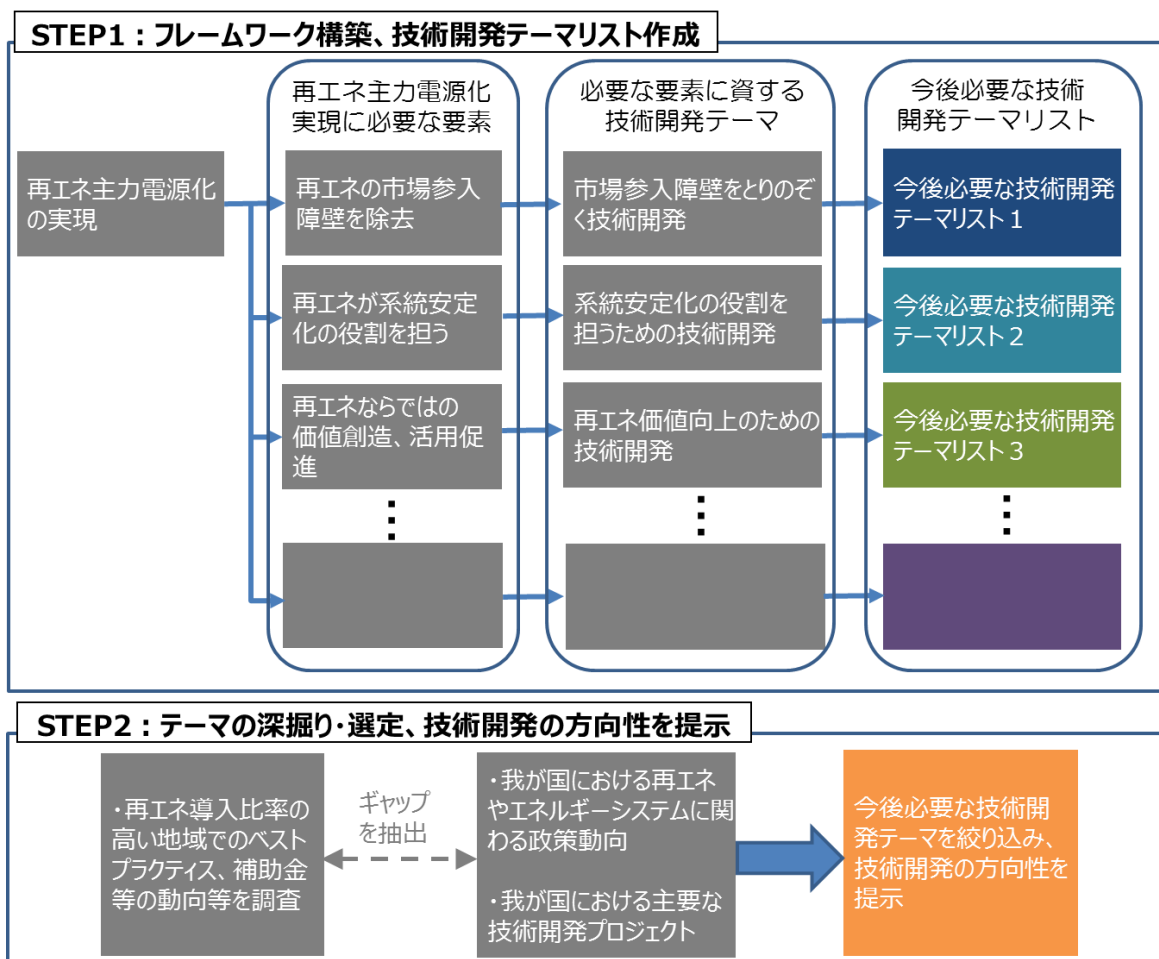 STEP1：フレームワーク構築、技術開発テーマリスト作成
再エネ主力電源化
実現に必要な要素
必要な要素に資する
技術開発テーマ
今後必要な技術
開発テーマリスト
再エネ主力電源化
の実現
再エネの市場参入
障壁を除去
市場参入障壁をとりのぞ
く技術開発
今後必要な技術開発
テーマリスト１
再エネが系統安定
化の役割を担う
系統安定化の役割を
担うための技術開発
今後必要な技術開発
テーマリスト２
再エネならではの
価値創造、活用促
進
再エネ価値向上のための
技術開発
今後必要な技術開発
テーマリスト３
STEP2：テーマの深掘り・選定、技術開発の方向性を提示
・再エネ導入比率の
高い地域でのベスト
プラクティス、補助金
等の動向等を調査
ギャップ
を抽出
・我が国における再エネ
やエネルギーシステムに関
わる政策動向
・我が国における主要な
技術開発プロジェクト
今後必要な技術開
発テーマを絞り込み、
技術開発の方向性を
提示